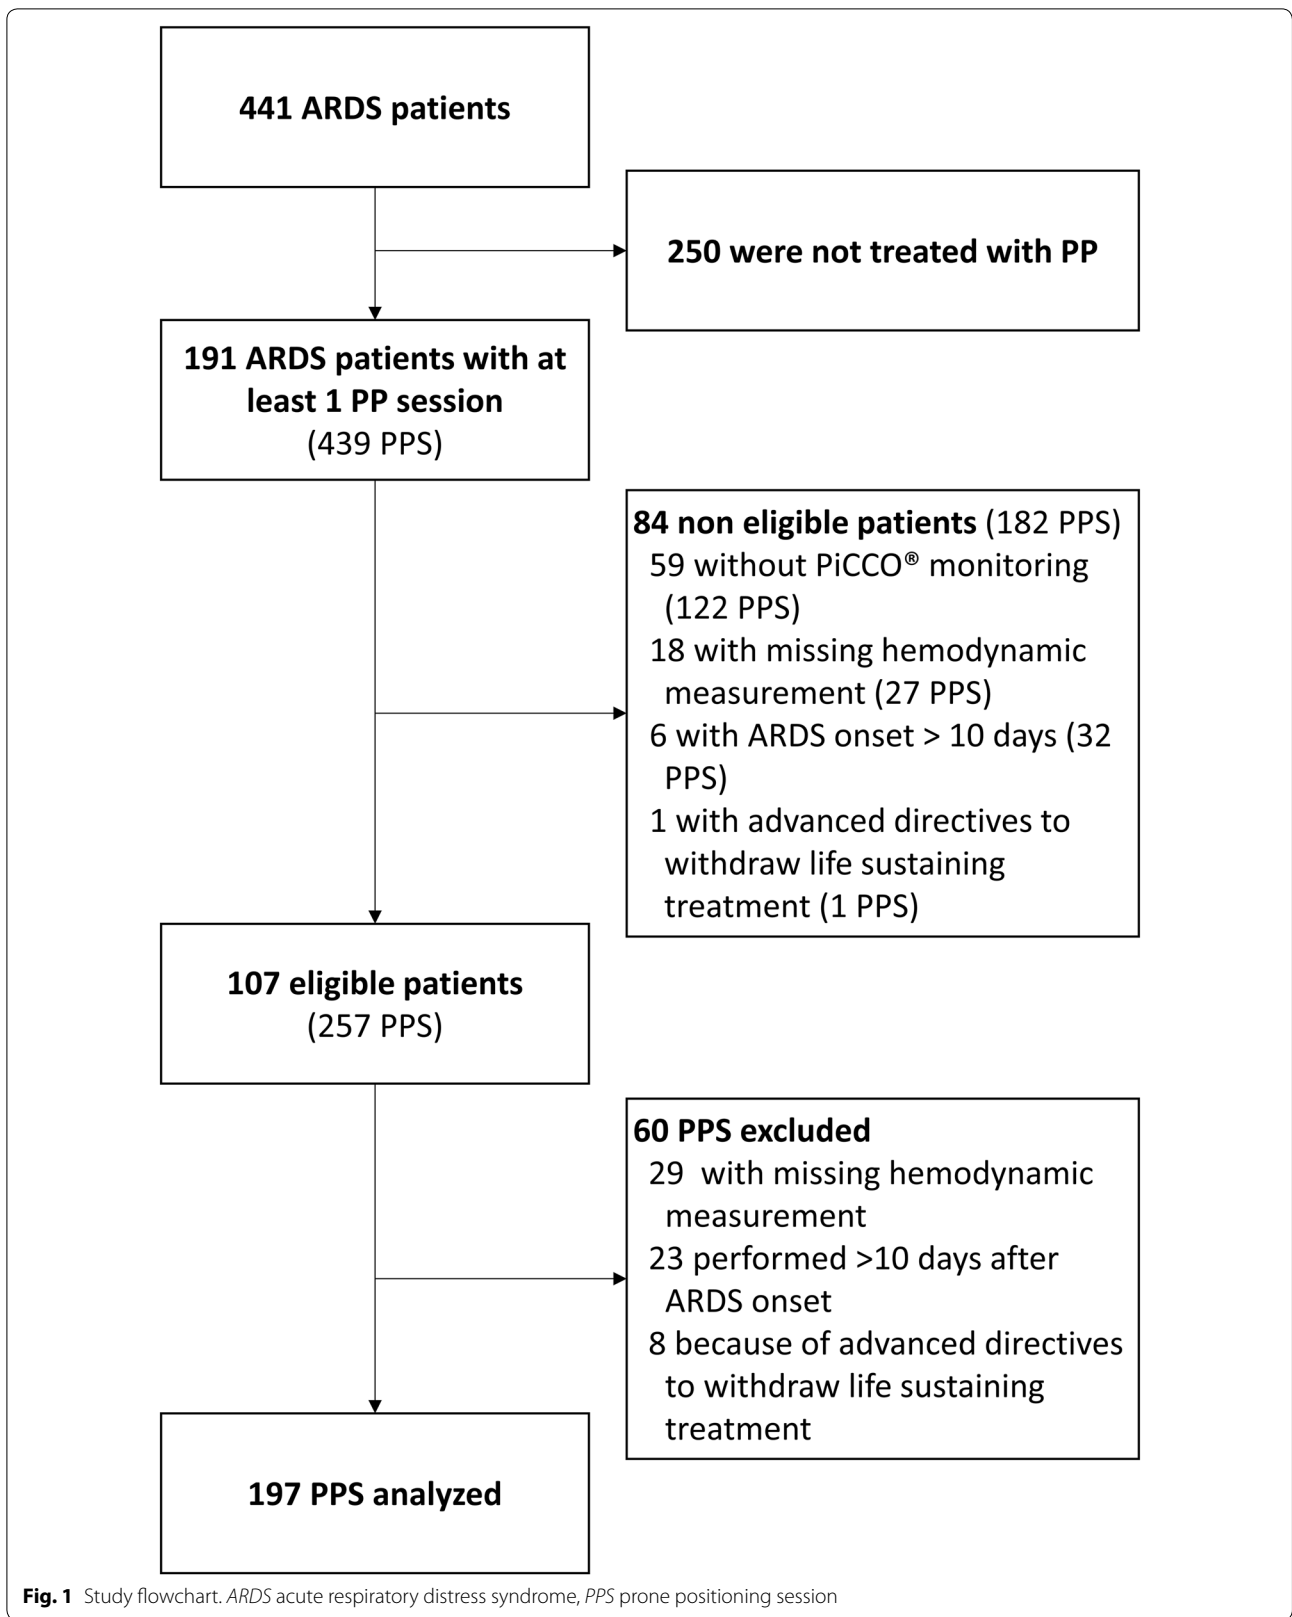 441 ARDS patients
250 were not treated with PP
191 ARDS patients with at
least 1 PP session
(439 PPS)
84 non eligible patients (182 PPS)
59 without PiCCO® monitoring
(122 PPS)
18 with missing hemodynamic
measurement (27 PPS)
6 with ARDS onset > 10 days (32
PPS)
1 with advanced directives to
withdraw life sustaining
treatment (1 PPS)
107 eligible patients
(257 PPS)
60 PPS excluded
29 with missing hemodynamic
measurement
23 performed >10 days after
ARDS onset
8 because of advanced directives
to withdraw life sustaining
treatment
197 PPS analyzed
Fig. 1 Study flowchart. ARDS acute respiratory distress syndrome, PPS prone positioning session